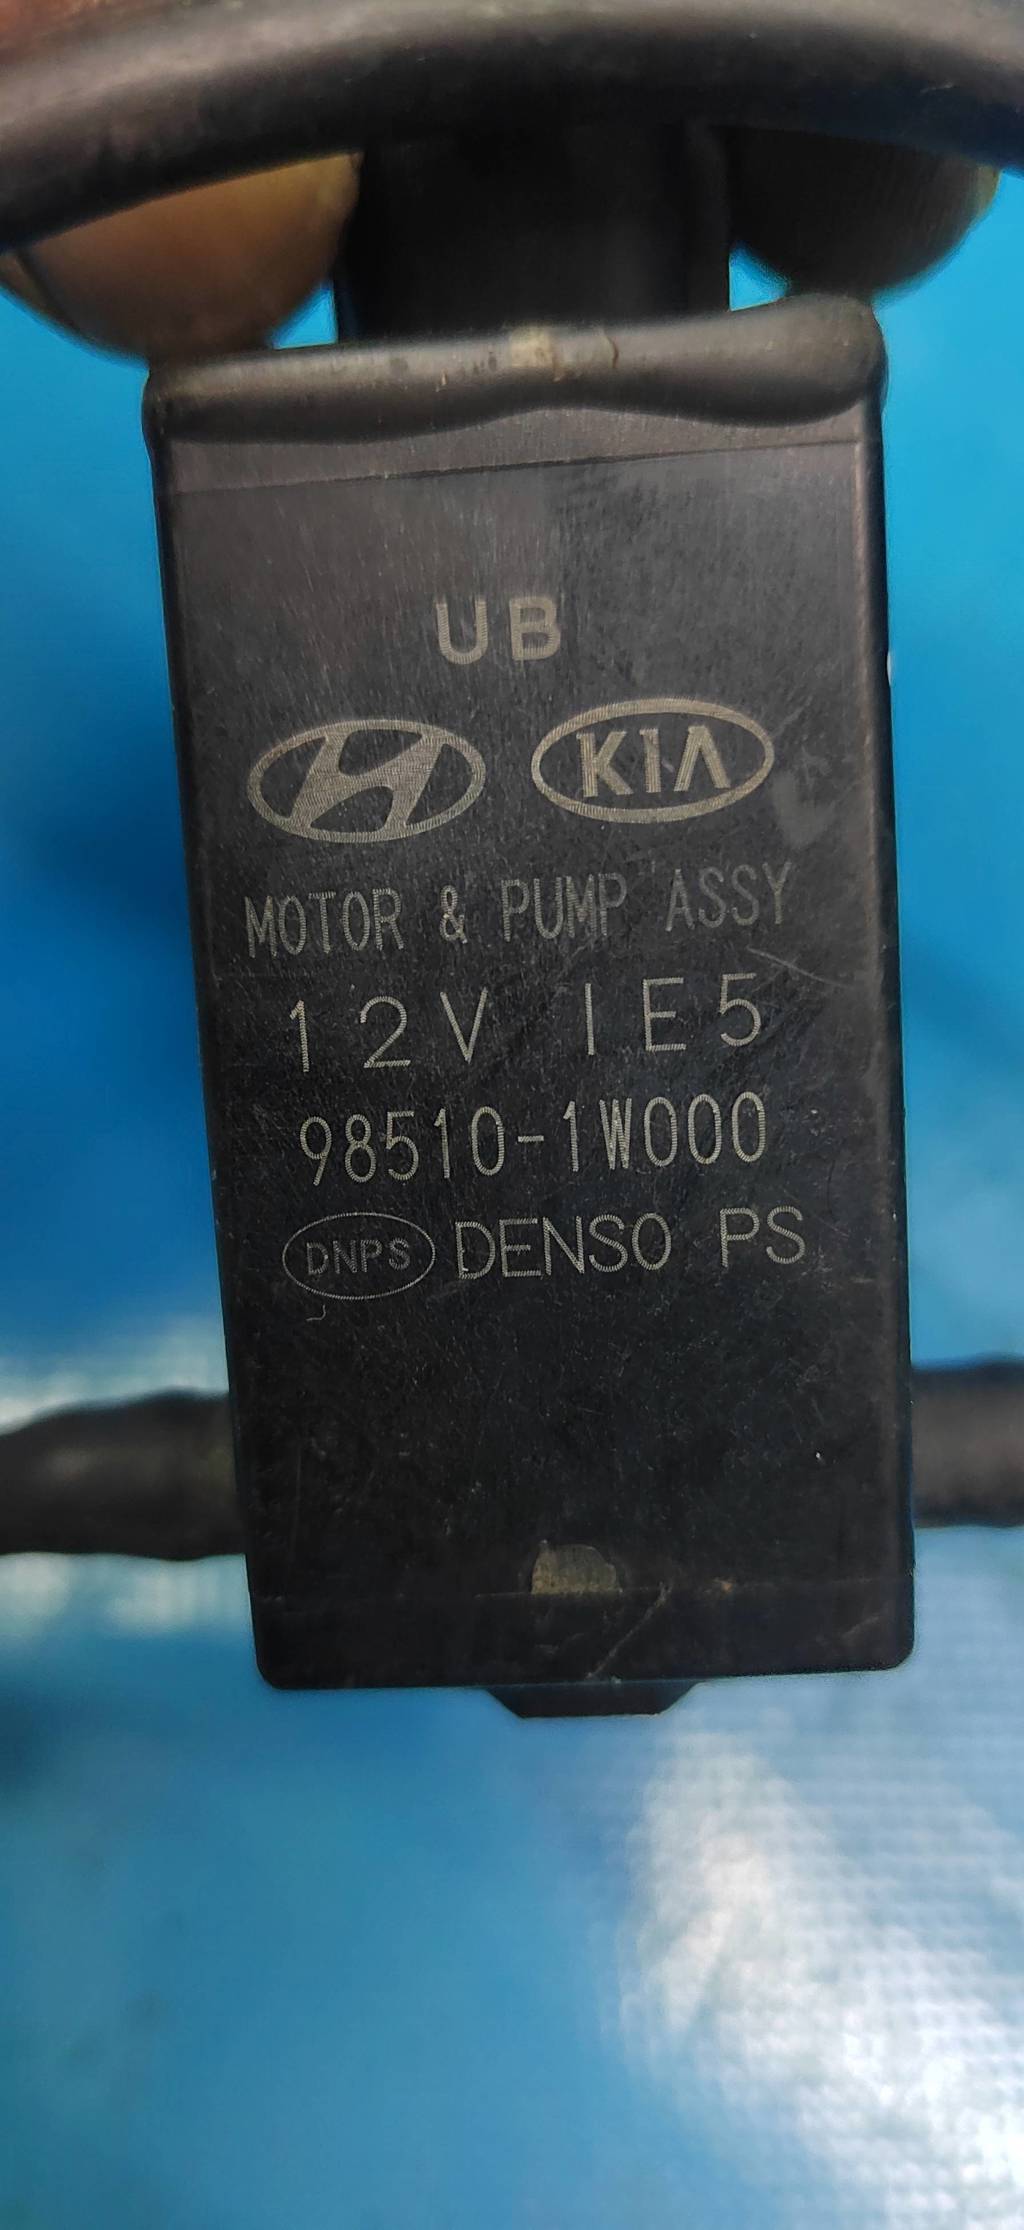 UB
KIA
MOTOR & PUMP ASSY
12V IE5
98510-1W000
DNPS DENSO PS